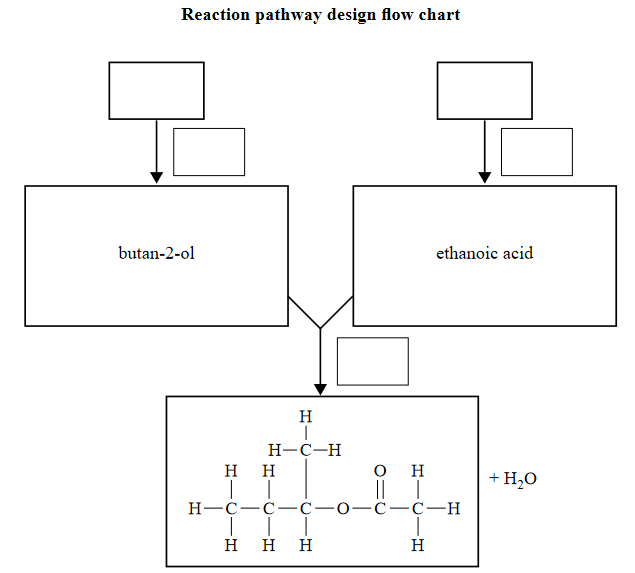 Reaction pathway design flow chart
butan-2-ol
ethanoic acid
H
H–C–H
H H O H
+ H₂O
H–C–C–C–O–C–C–H
H H H H